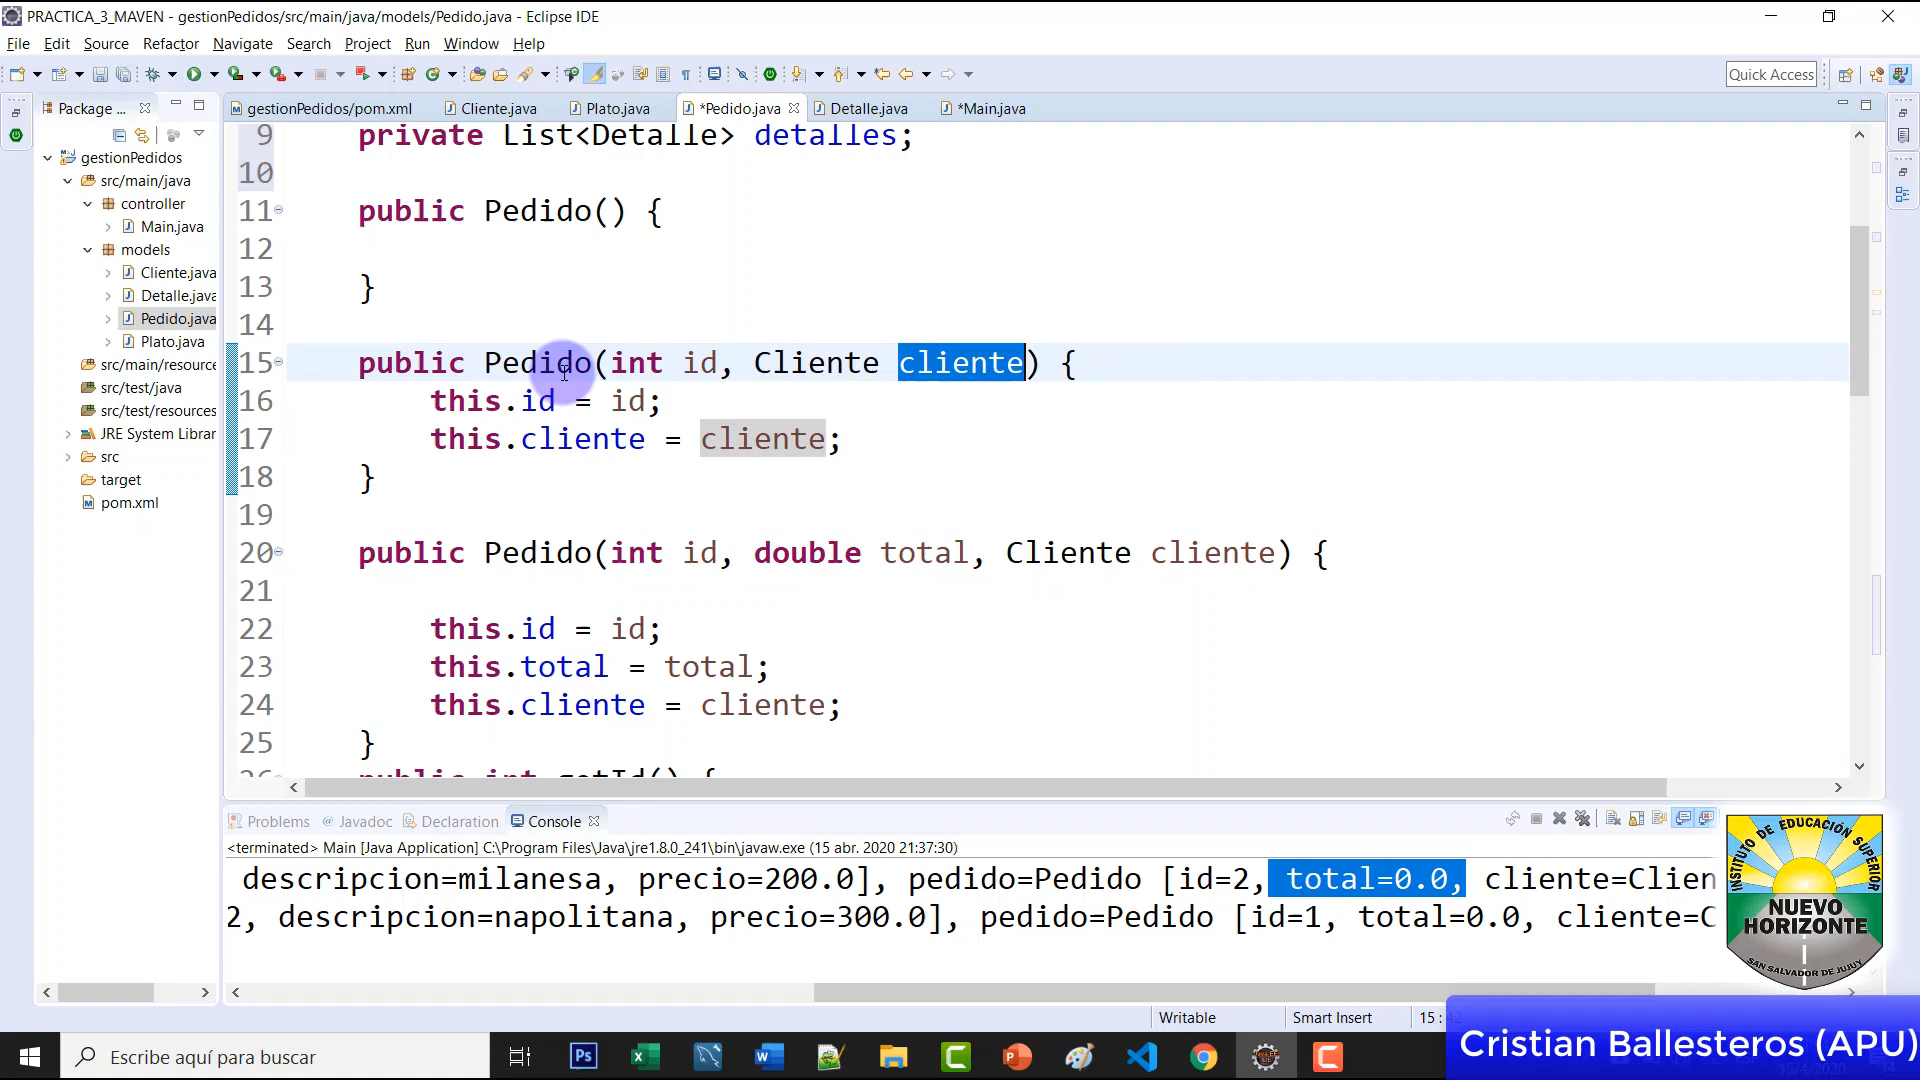 PRACTICA_3_MAVEN - gestionPedidos/src/main/java/models/Pedido.java - Eclipse IDE
File Edit Source Refactor Navigate Search Project Run Window Help
Quick Access
Package ...
gestionPedidos/pom.xml Cliente.java Plato.java *Pedido.java Detalle.java *Main.java
gestionPedidos
src/main/java
controller
Main.java
models
Cliente.java
Detalle.java
Pedido.java
Plato.java
src/main/resource
src/test/java
src/test/resources
JRE System Librar
src
target
pom.xml
9 private List<Detalle> detalles;
10
11 public Pedido() {
12
13 }
14
15 public Pedido(int id, Cliente cliente) {
16 this.id = id;
17 this.cliente = cliente;
18 }
19
20 public Pedido(int id, double total, Cliente cliente) {
21
22 this.id = id;
23 this.total = total;
24 this.cliente = cliente;
25 }
26 public int getId() {
Problems @ Javadoc Declaration Console
<terminated> Main [Java Application] C:\Program Files\Java\jre1.8.0_241\bin\javaw.exe (15 abr. 2020 21:37:30)
descripcion=milanesa, precio=200.0], pedido=Pedido [id=2, total=0.0, cliente=Clien
2, descripcion=napolitana, precio=300.0], pedido=Pedido [id=1, total=0.0, cliente=C
INSTITUTO DE EDUCACIÓN SUPERIOR
NUEVO
HORIZONTE
SAN SALVADOR DE JUJUY
Writable Smart Insert 15 :
Cristian Ballesteros (APU)
Escribe aquí para buscar